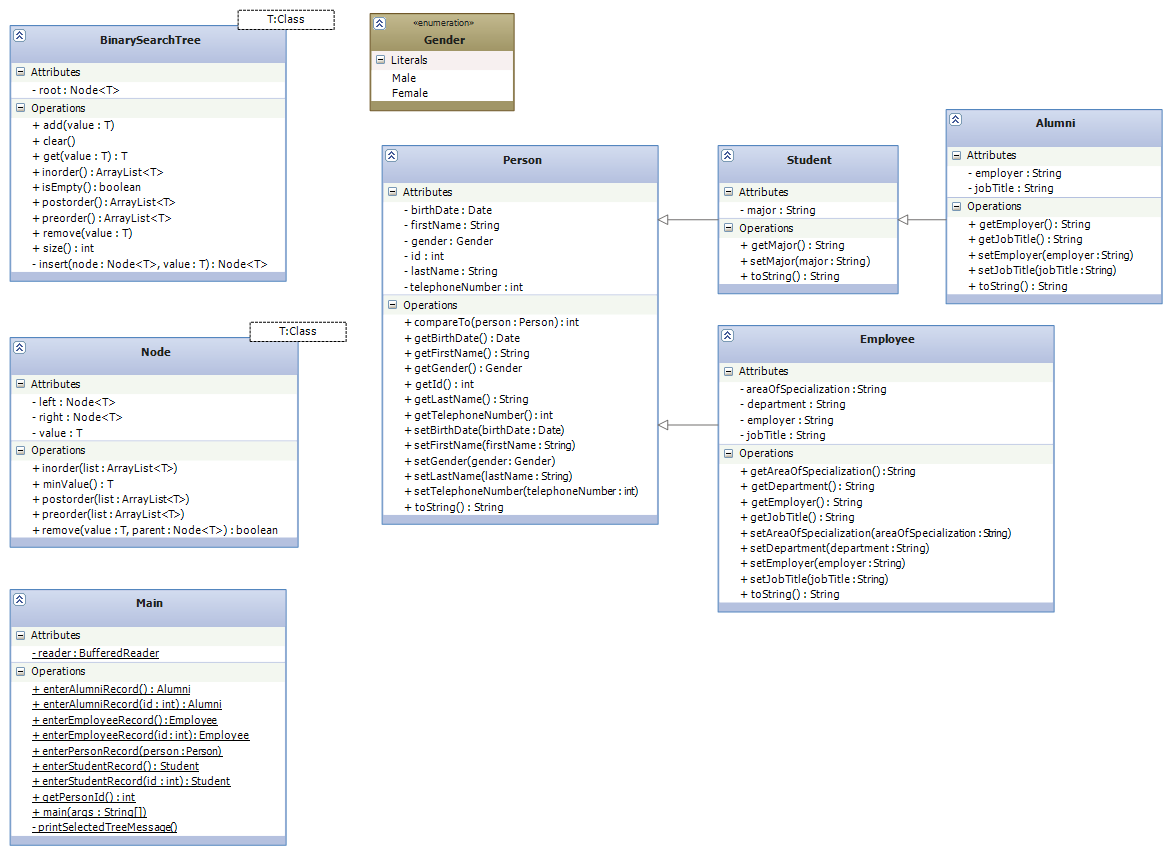 T:Class
BinarySearchTree
Attributes
- root : Node<T>
Operations
+ add(value : T)
+ clear()
+ get(value : T) : T
+ inorder() : ArrayList<T>
+ isEmpty() : boolean
+ postorder() : ArrayList<T>
+ preorder() : ArrayList<T>
+ remove(value : T)
+ size() : int
- insert(node : Node<T>, value : T) : Node<T>
T:Class
Node
Attributes
- left : Node<T>
- right : Node<T>
- value : T
Operations
+ inorder(list : ArrayList<T>)
+ minValue() : T
+ postorder(list : ArrayList<T>)
+ preorder(list : ArrayList<T>)
+ remove(value : T, parent : Node<T>) : boolean
Main
Attributes
- reader : BufferedReader
Operations
+ enterAlumniRecord() : Alumni
+ enterAlumniRecord(id : int) : Alumni
+ enterEmployeeRecord() : Employee
+ enterEmployeeRecord(id : int) : Employee
+ enterPersonRecord(person : Person)
+ enterStudentRecord() : Student
+ enterStudentRecord(id : int) : Student
+ getPersonId() : int
+ main(args : String[])
- printSelectedTreeMessage()
«enumeration»
Gender
Literals
Male
Female
Person
Attributes
- birthDate : Date
- firstName : String
- gender : Gender
- id : int
- lastName : String
- telephoneNumber : int
Operations
+ compareTo(person : Person) : int
+ getBirthDate() : Date
+ getFirstName() : String
+ getGender() : Gender
+ getId() : int
+ getLastName() : String
+ getTelephoneNumber() : int
+ setBirthDate(birthDate : Date)
+ setFirstName(firstName : String)
+ setGender(gender : Gender)
+ setLastName(lastName : String)
+ setTelephoneNumber(telephoneNumber : int)
+ toString() : String
Student
Attributes
- major : String
Operations
+ getMajor() : String
+ setMajor(major : String)
+ toString() : String
Alumni
Attributes
- employer : String
- jobTitle : String
Operations
+ getEmployer() : String
+ getJobTitle() : String
+ setEmployer(employer : String)
+ setJobTitle(jobTitle : String)
+ toString() : String
Employee
Attributes
- areaOfSpecialization : String
- department : String
- employer : String
- jobTitle : String
Operations
+ getAreaOfSpecialization() : String
+ getDepartment() : String
+ getEmployer() : String
+ getJobTitle() : String
+ setAreaOfSpecialization(areaOfSpecialization : String)
+ setDepartment(department : String)
+ setEmployer(employer : String)
+ setJobTitle(jobTitle : String)
+ toString() : String